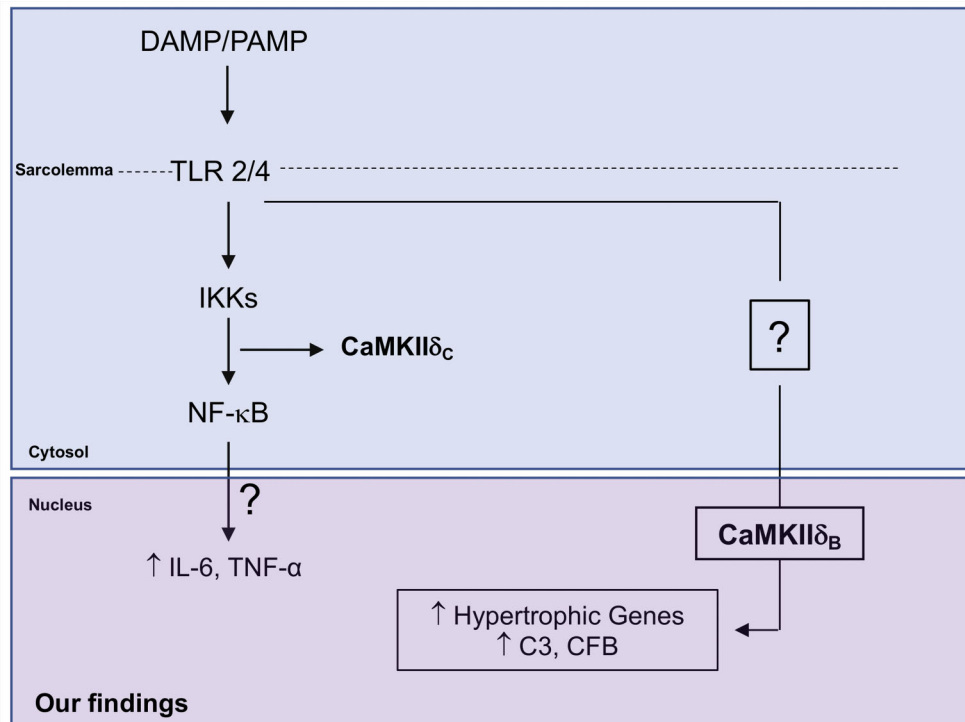 DAMP/PAMP
Sarcolemma
TLR 2/4
IKKs
?
CaMKIIδC
NF-κB
Cytosol
Nucleus
?
CaMKIIδB
↑ IL-6, TNF-α
↑ Hypertrophic Genes
↑ C3, CFB
Our findings